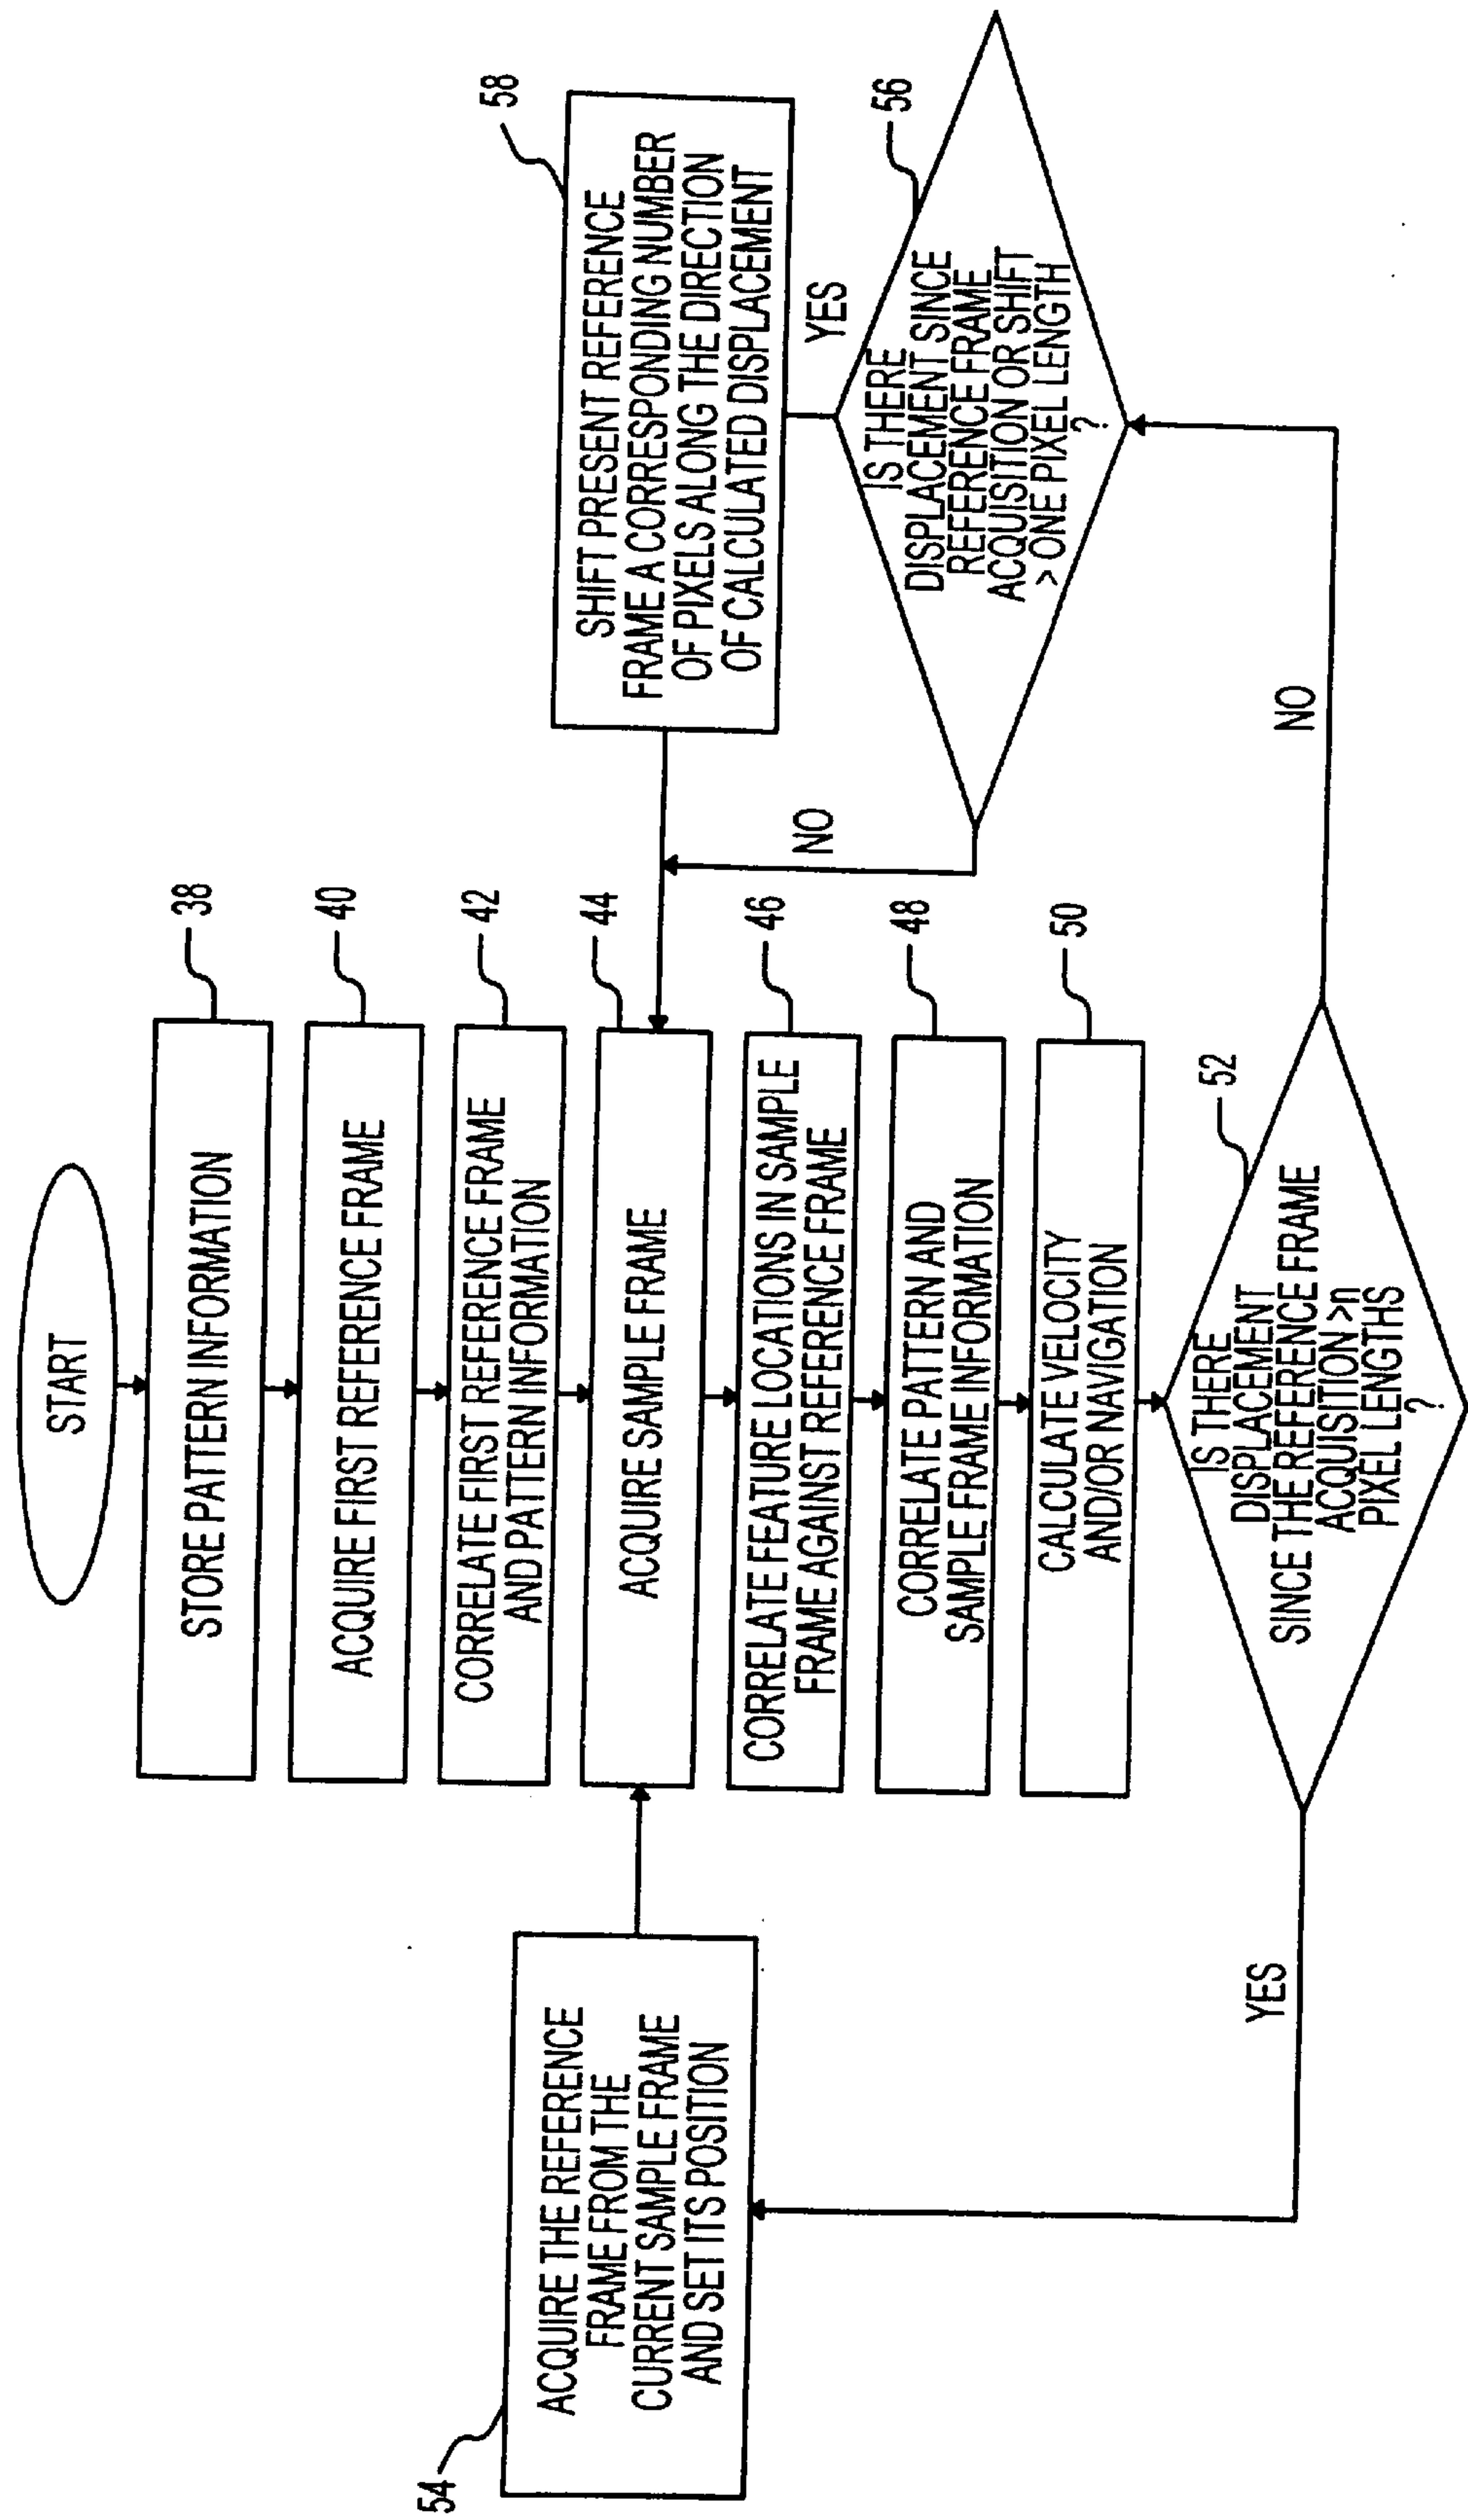 START
38
STORE PATTERN INFORMATION
40
ACQUIRE FIRST REFERENCE FRAME
42
CORRELATE FIRST REFERENCE FRAME
AND PATTERN INFORMATION
44
ACQUIRE SAMPLE FRAME
46
CORRELATE FEATURE LOCATIONS IN SAMPLE
FRAME AGAINST REFERENCE FRAME
48
CORRELATE PATTERN AND
SAMPLE FRAME INFORMATION
50
CALCULATE VELOCITY
AND/OR NAVIGATION
52
IS THERE
DISPLACEMENT
SINCE THE REFERENCE FRAME
ACQUISITION >n
PIXEL LENGTHS
?
YES
54
ACQUIRE THE REFERENCE
FRAME FROM THE
CURRENT SAMPLE FRAME
AND SET ITS POSITION
NO
56
IS THERE
DISPLACEMENT SINCE
REFERENCE FRAME
ACQUISITION OR SHIFT
> ONE PIXEL LENGTH
?
NO
YES
58
SHIFT PRESENT REFERENCE
FRAME A CORRESPONDING NUMBER
OF PIXELS ALONG THE DIRECTION
OF CALCULATED DISPLACEMENT